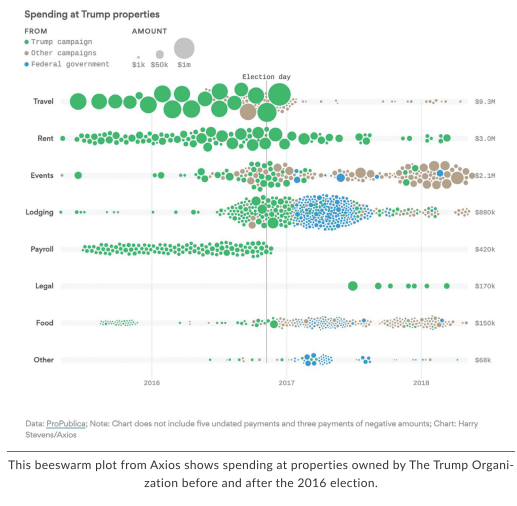 Spending at Trump properties
FROM AMOUNT
Trump campaign
Other campaigns
Federal government
$1k $50k $1m
Election day
Travel $9.3M
Rent $3.0M
Events $2.1M
Lodging $880k
Payroll $420k
Legal $170k
Food $150k
Other $68k
2016 2017 2018
Data: ProPublica; Note: Chart does not include five undated payments and three payments of negative amounts; Chart: Harry
Stevens/Axios
This beeswarm plot from Axios shows spending at properties owned by The Trump Organi-
zation before and after the 2016 election.